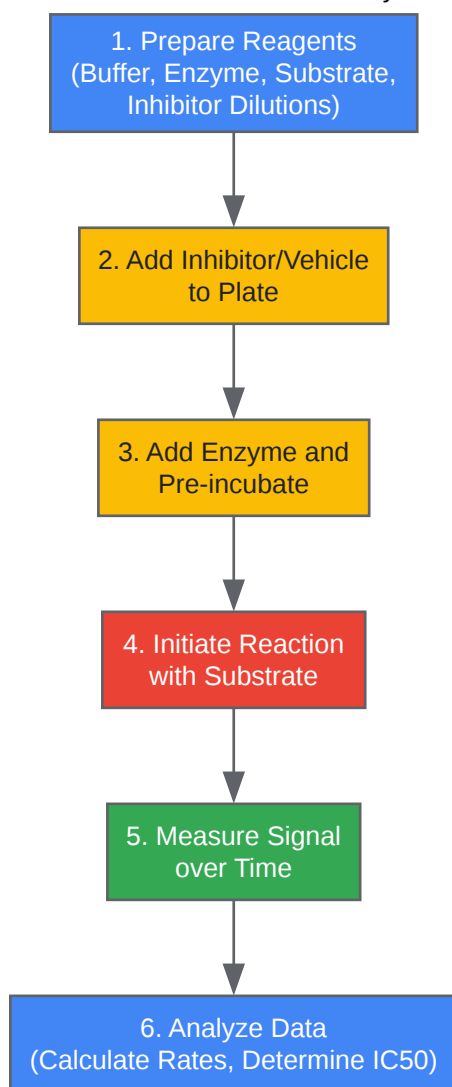 1. Prepare Reagents
(Buffer, Enzyme, Substrate,
Inhibitor Dilutions)
2. Add Inhibitor/Vehicle
to Plate
3. Add Enzyme and
Pre-incubate
4. Initiate Reaction
with Substrate
5. Measure Signal
over Time
6. Analyze Data
(Calculate Rates, Determine IC50)